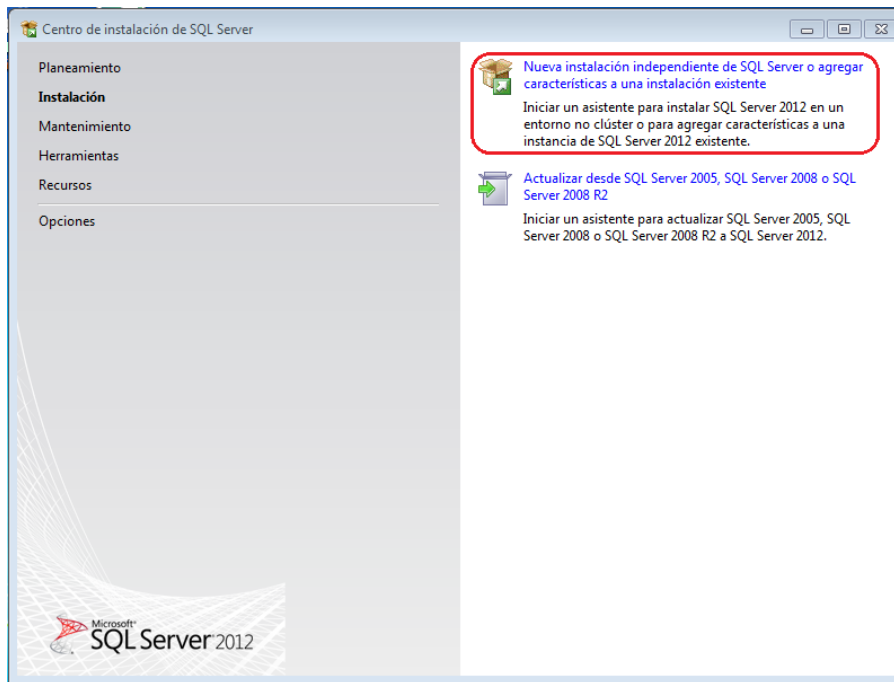 Centro de instalación de SQL Server
Planeamiento
Instalación
Mantenimiento
Herramientas
Recursos
Opciones
Nueva instalación independiente de SQL Server o agregar
características a una instalación existente
Iniciar un asistente para instalar SQL Server 2012 en un
entorno no clúster o para agregar características a una
instancia de SQL Server 2012 existente.
Actualizar desde SQL Server 2005, SQL Server 2008 o SQL
Server 2008 R2
Iniciar un asistente para actualizar SQL Server 2005, SQL
Server 2008 o SQL Server 2008 R2 a SQL Server 2012.
Microsoft®
SQL Server 2012